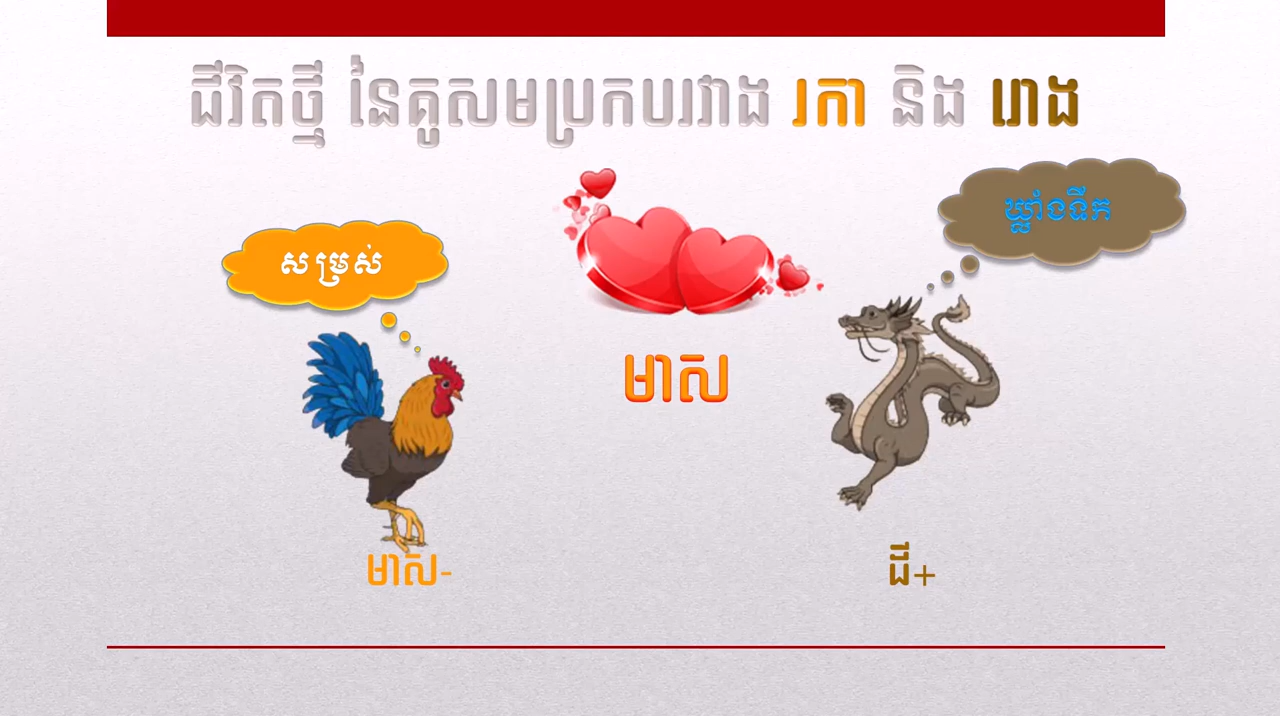 ជីវិតថ្មី នៃគូសមប្រកបរវាង រកា និង រោង
សម្រស់
ឃ្លាំងទឹក
មាស
មាស-
ដី+